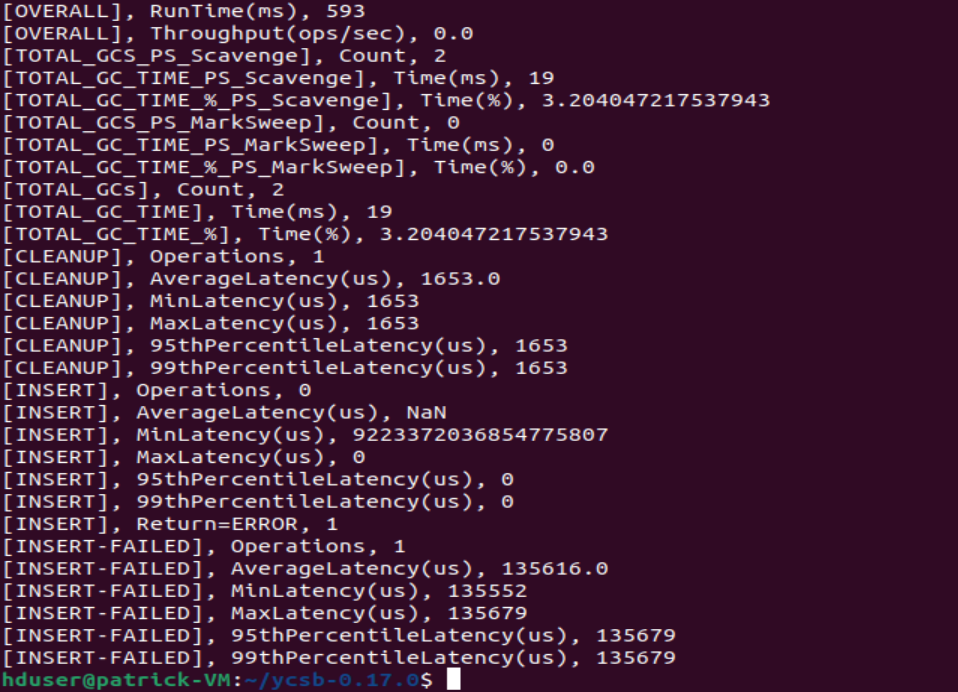 [OVERALL], RunTime(ms), 593
[OVERALL], Throughput(ops/sec), 0.0
[TOTAL_GCS_PS_Scavenge], Count, 2
[TOTAL_GC_TIME_PS_Scavenge], Time(ms), 19
[TOTAL_GC_TIME_%_PS_Scavenge], Time(%), 3.204047217537943
[TOTAL_GCS_PS_MarkSweep], Count, 0
[TOTAL_GC_TIME_PS_MarkSweep], Time(ms), 0
[TOTAL_GC_TIME_%_PS_MarkSweep], Time(%), 0.0
[TOTAL_GCs], Count, 2
[TOTAL_GC_TIME], Time(ms), 19
[TOTAL_GC_TIME_%], Time(%), 3.204047217537943
[CLEANUP], Operations, 1
[CLEANUP], AverageLatency(us), 1653.0
[CLEANUP], MinLatency(us), 1653
[CLEANUP], MaxLatency(us), 1653
[CLEANUP], 95thPercentileLatency(us), 1653
[CLEANUP], 99thPercentileLatency(us), 1653
[INSERT], Operations, 0
[INSERT], AverageLatency(us), NaN
[INSERT], MinLatency(us), 9223372036854775807
[INSERT], MaxLatency(us), 0
[INSERT], 95thPercentileLatency(us), 0
[INSERT], 99thPercentileLatency(us), 0
[INSERT], Return=ERROR, 1
[INSERT-FAILED], Operations, 1
[INSERT-FAILED], AverageLatency(us), 135616.0
[INSERT-FAILED], MinLatency(us), 135552
[INSERT-FAILED], MaxLatency(us), 135679
[INSERT-FAILED], 95thPercentileLatency(us), 135679
[INSERT-FAILED], 99thPercentileLatency(us), 135679
hduser@patrick-VM:~/ycsb-0.17.0$